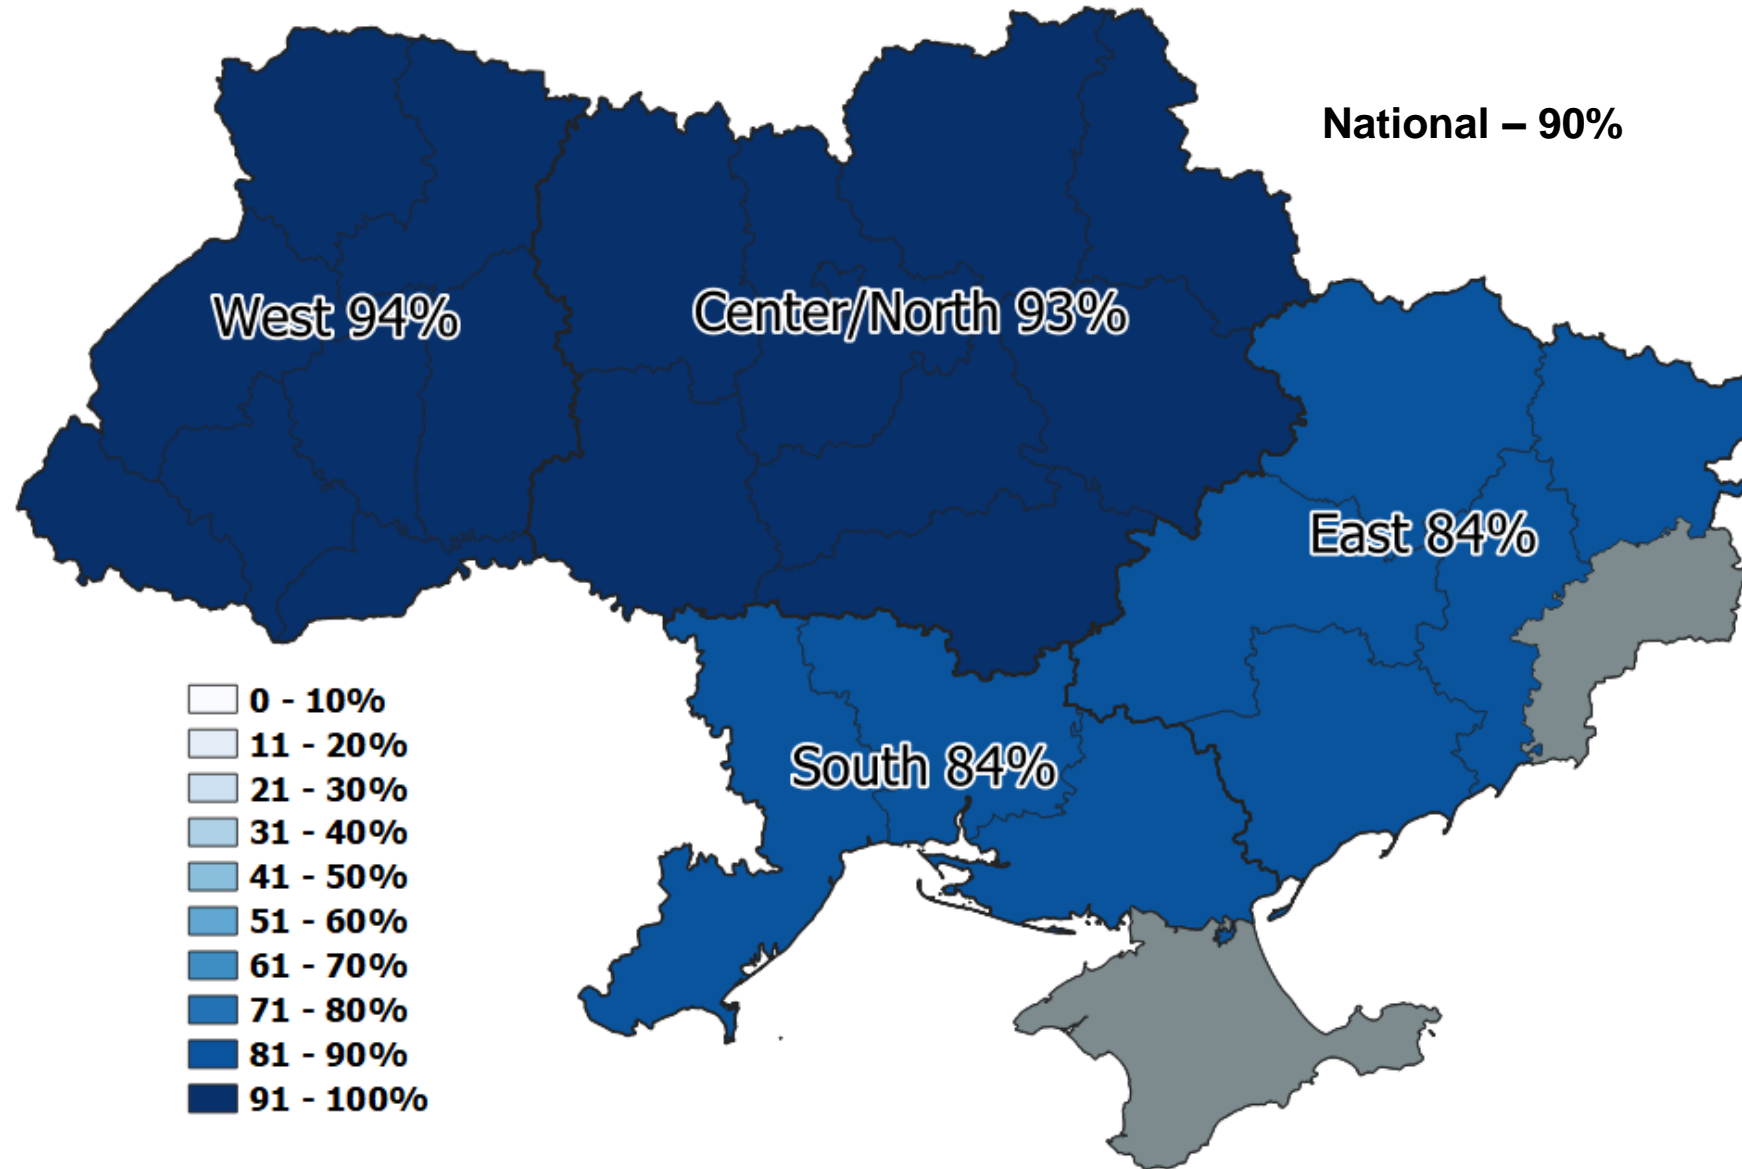 National – 90%
West 94%
Center/North 93%
East 84%
South 84%
0 - 10%
11 - 20%
21 - 30%
31 - 40%
41 - 50%
51 - 60%
61 - 70%
71 - 80%
81 - 90%
91 - 100%